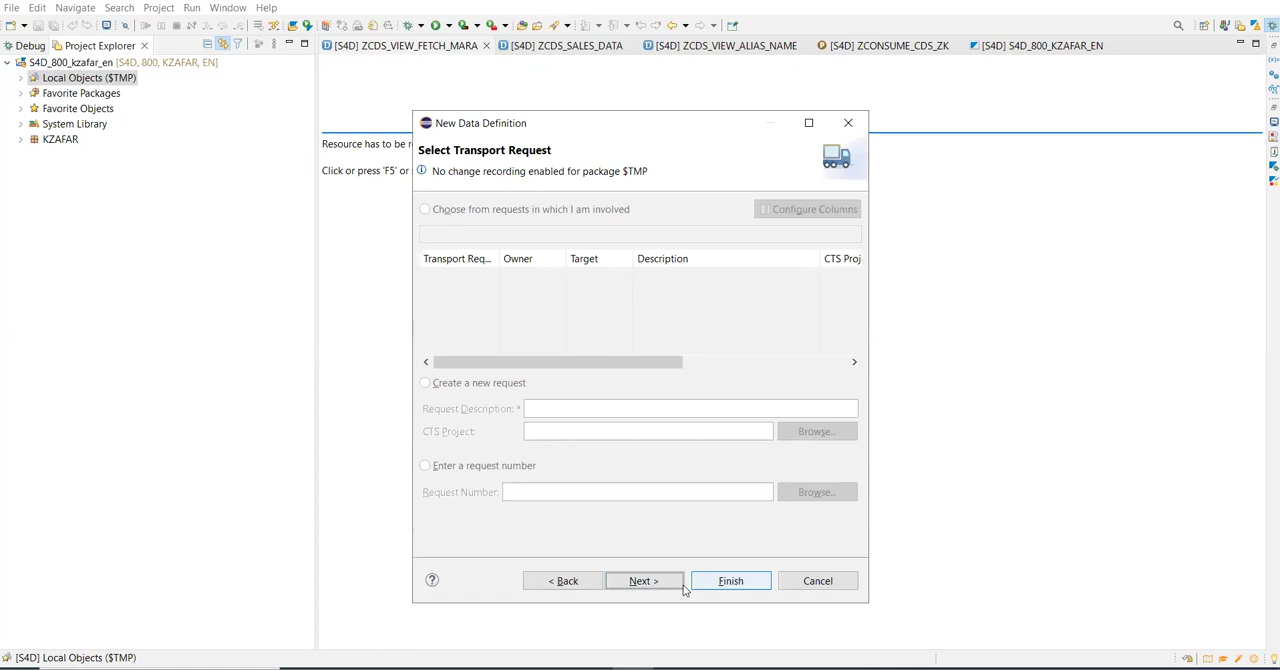 File Edit Navigate Search Project Run Window Help
Debug Project Explorer
[S4D] ZCDS_VIEW_FETCH_MARA [S4D] ZCDS_SALES_DATA [S4D] ZCDS_VIEW_ALIAS_NAME [S4D] ZCONSUME_CDS_ZK [S4D] S4D_800_KZAFAR_EN
S4D_800_kzafar_en [S4D, 800, KZAFAR, EN]
Local Objects ($TMP)
Favorite Packages
Favorite Objects
System Library
KZAFAR
Resource has to be r
Click or press 'F5' or
New Data Definition
Select Transport Request
No change recording enabled for package $TMP
Choose from requests in which I am involved
Configure Columns
Transport Req... Owner Target Description CTS Proj
Create a new request
Request Description: *
CTS Project:
Browse...
Enter a request number
Request Number:
Browse...
< Back Next > Finish Cancel
[S4D] Local Objects ($TMP)